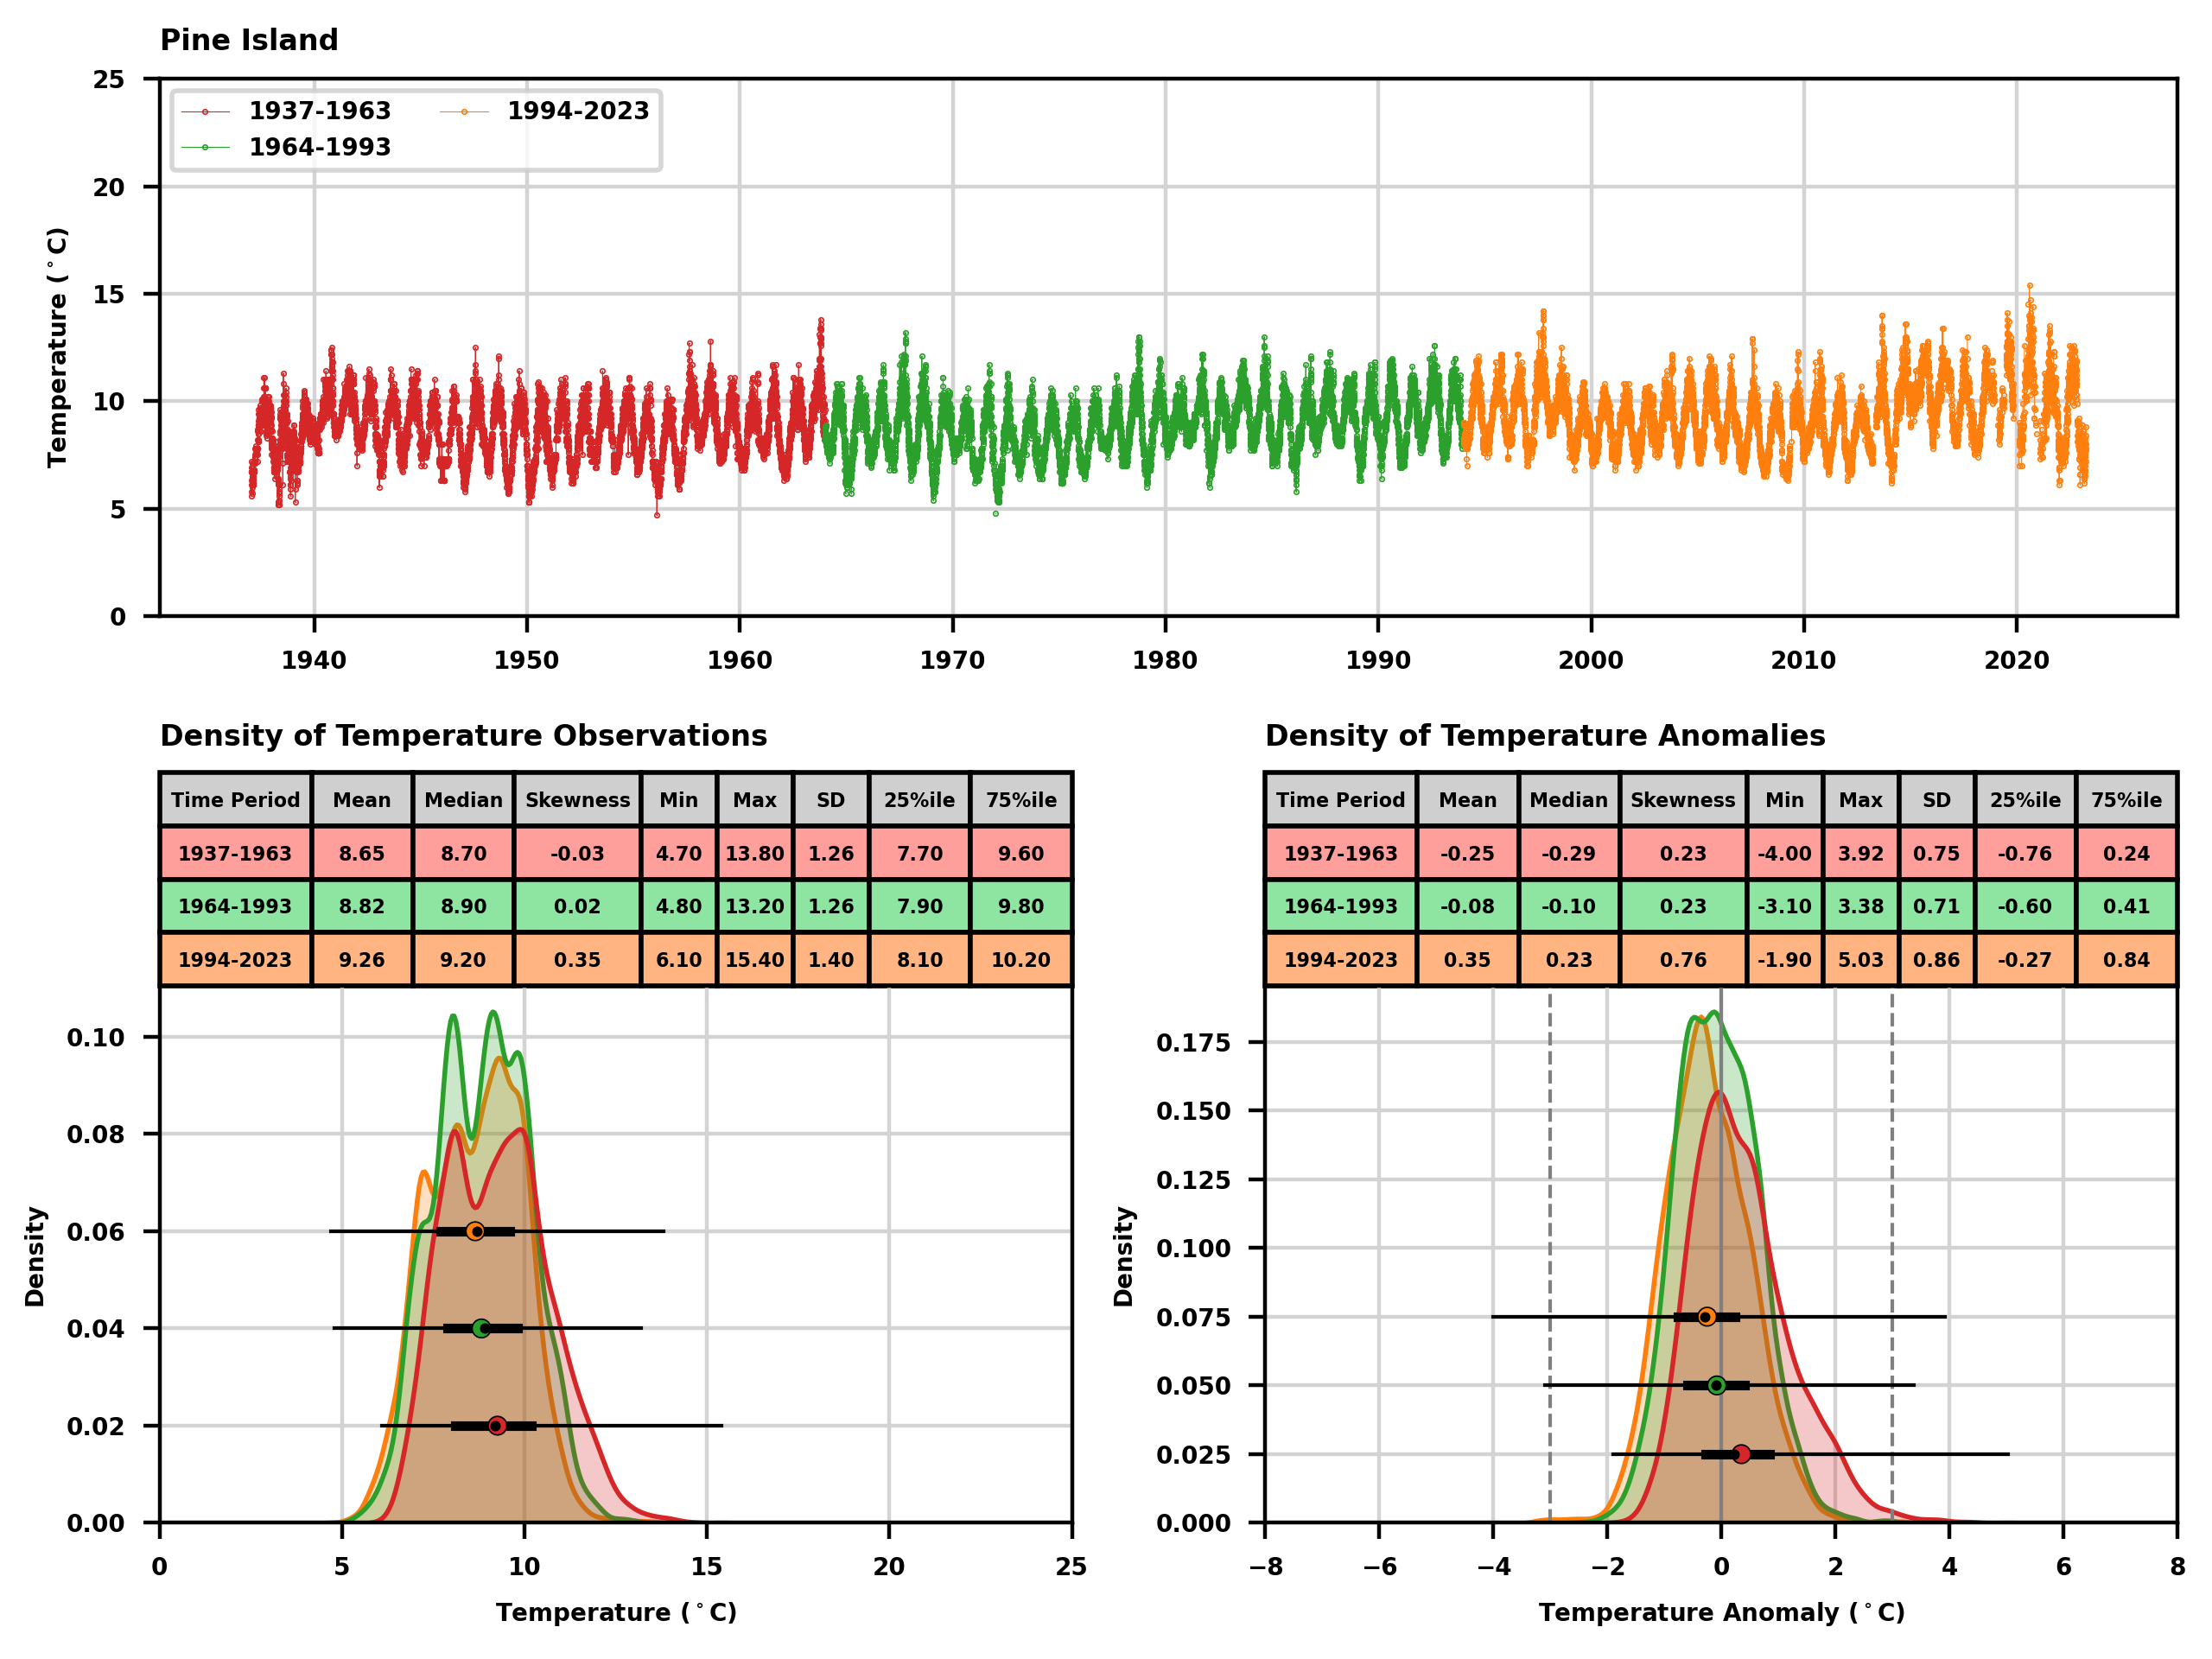 Pine Island
25
20
15
10
5
0
Temperature (°C)
1937-1963 1994-2023
1964-1993
1940 1950 1960 1970 1980 1990 2000 2010 2020
Density of Temperature Observations
Time Period Mean Median Skewness Min Max SD 25%ile 75%ile
1937-1963 8.65 8.70 -0.03 4.70 13.80 1.26 7.70 9.60
1964-1993 8.82 8.90 0.02 4.80 13.20 1.26 7.90 9.80
1994-2023 9.26 9.20 0.35 6.10 15.40 1.40 8.10 10.20
0.10
0.08
0.06
0.04
0.02
0.00
Density
0 5 10 15 20 25
Temperature (°C)
Density of Temperature Anomalies
Time Period Mean Median Skewness Min Max SD 25%ile 75%ile
1937-1963 -0.25 -0.29 0.23 -4.00 3.92 0.75 -0.76 0.24
1964-1993 -0.08 -0.10 0.23 -3.10 3.38 0.71 -0.60 0.41
1994-2023 0.35 0.23 0.76 -1.90 5.03 0.86 -0.27 0.84
0.175
0.150
0.125
0.100
0.075
0.050
0.025
0.000
Density
−8 −6 −4 −2 0 2 4 6 8
Temperature Anomaly (°C)